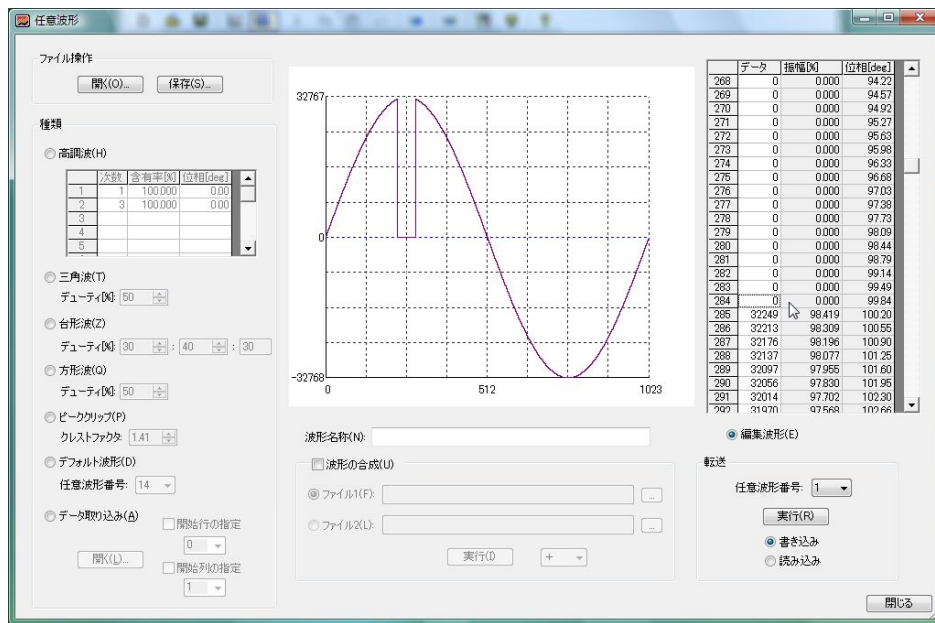 任意波形
ファイル操作
開く(O)...
保存(S)...
種類
高調波(H)
次数 含有率[%] 位相[deg]
1 1 100.000 0.00
2 3 100.000 0.00
3
4
5
三角波(T)
デューティ[%]: 50
台形波(Z)
デューティ[%]: 30 : 40 : 30
方形波(Q)
デューティ[%]: 50
ピーククリップ(P)
クレストファクタ: 1.41
デフォルト波形(D)
任意波形番号: 14
データ取り込み(A)
開始行の指定
0
開く(L)...
開始列の指定
1
32767
0
-32768
0 512 1023
波形名称(N):
波形の合成(U)
ファイル1(F): ...
ファイル2(L): ...
実行(I) +
データ 振幅[%] 位相[deg]
268 0 0.000 94.22
269 0 0.000 94.57
270 0 0.000 94.92
271 0 0.000 95.27
272 0 0.000 95.63
273 0 0.000 95.98
274 0 0.000 96.33
275 0 0.000 96.68
276 0 0.000 97.03
277 0 0.000 97.38
278 0 0.000 97.73
279 0 0.000 98.09
280 0 0.000 98.44
281 0 0.000 98.79
282 0 0.000 99.14
283 0 0.000 99.49
284 0 0.000 99.84
285 32249 98.419 100.20
286 32213 98.309 100.55
287 32176 98.196 100.90
288 32137 98.077 101.25
289 32097 97.955 101.60
290 32056 97.830 101.95
291 32014 97.702 102.30
292 31970 97.568 102.66
編集波形(E)
転送
任意波形番号: 1
実行(R)
書き込み
読み込み
閉じる